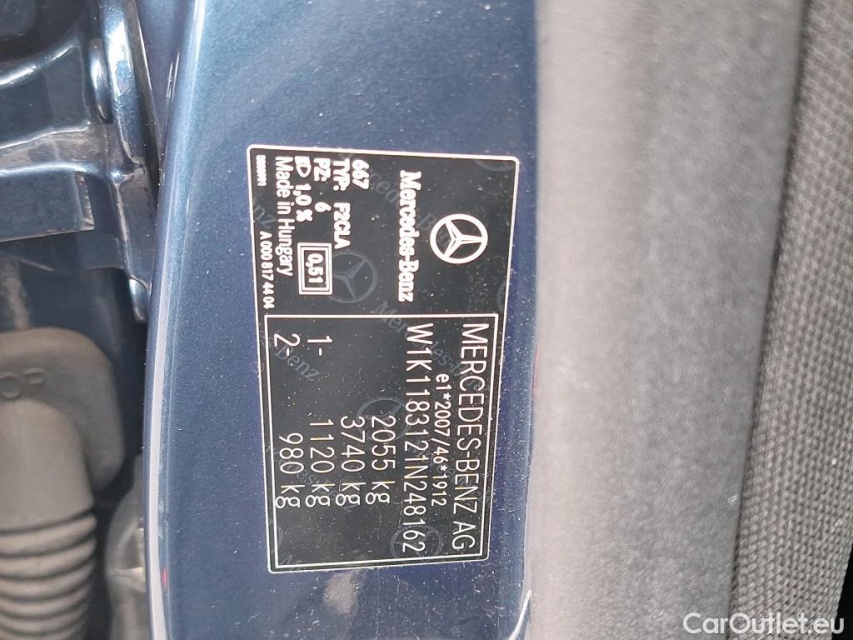 Mercedes-Benz
667
TYP: F2CLA
PZ: 6
1,0 %
0,51
Made in Hungary
A 000 817 44 04
MERCEDES-BENZ AG
e1*2007/46*1912
W1K1183121N248162
2055 kg
3740 kg
1- 1120 kg
2- 980 kg
CarOutlet.eu